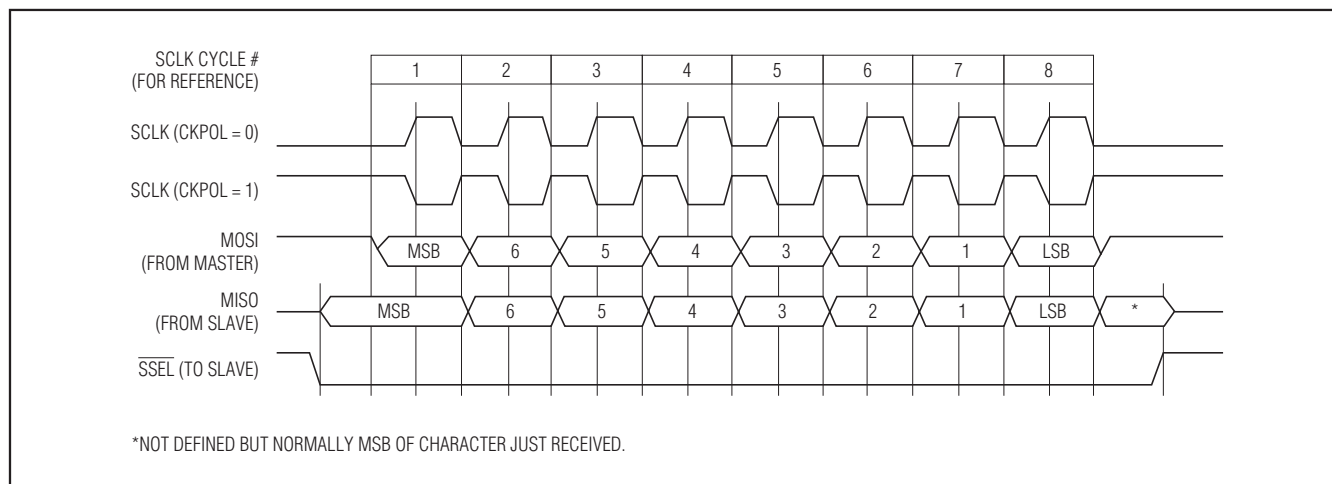 SCLK CYCLE #
(FOR REFERENCE)
1 2 3 4 5 6 7 8
SCLK (CKPOL = 0)
SCLK (CKPOL = 1)
MOSI
(FROM MASTER)
MSB 6 5 4 3 2 1 LSB
MISO
(FROM SLAVE)
MSB 6 5 4 3 2 1 LSB *
SSEL (TO SLAVE)
*NOT DEFINED BUT NORMALLY MSB OF CHARACTER JUST RECEIVED.